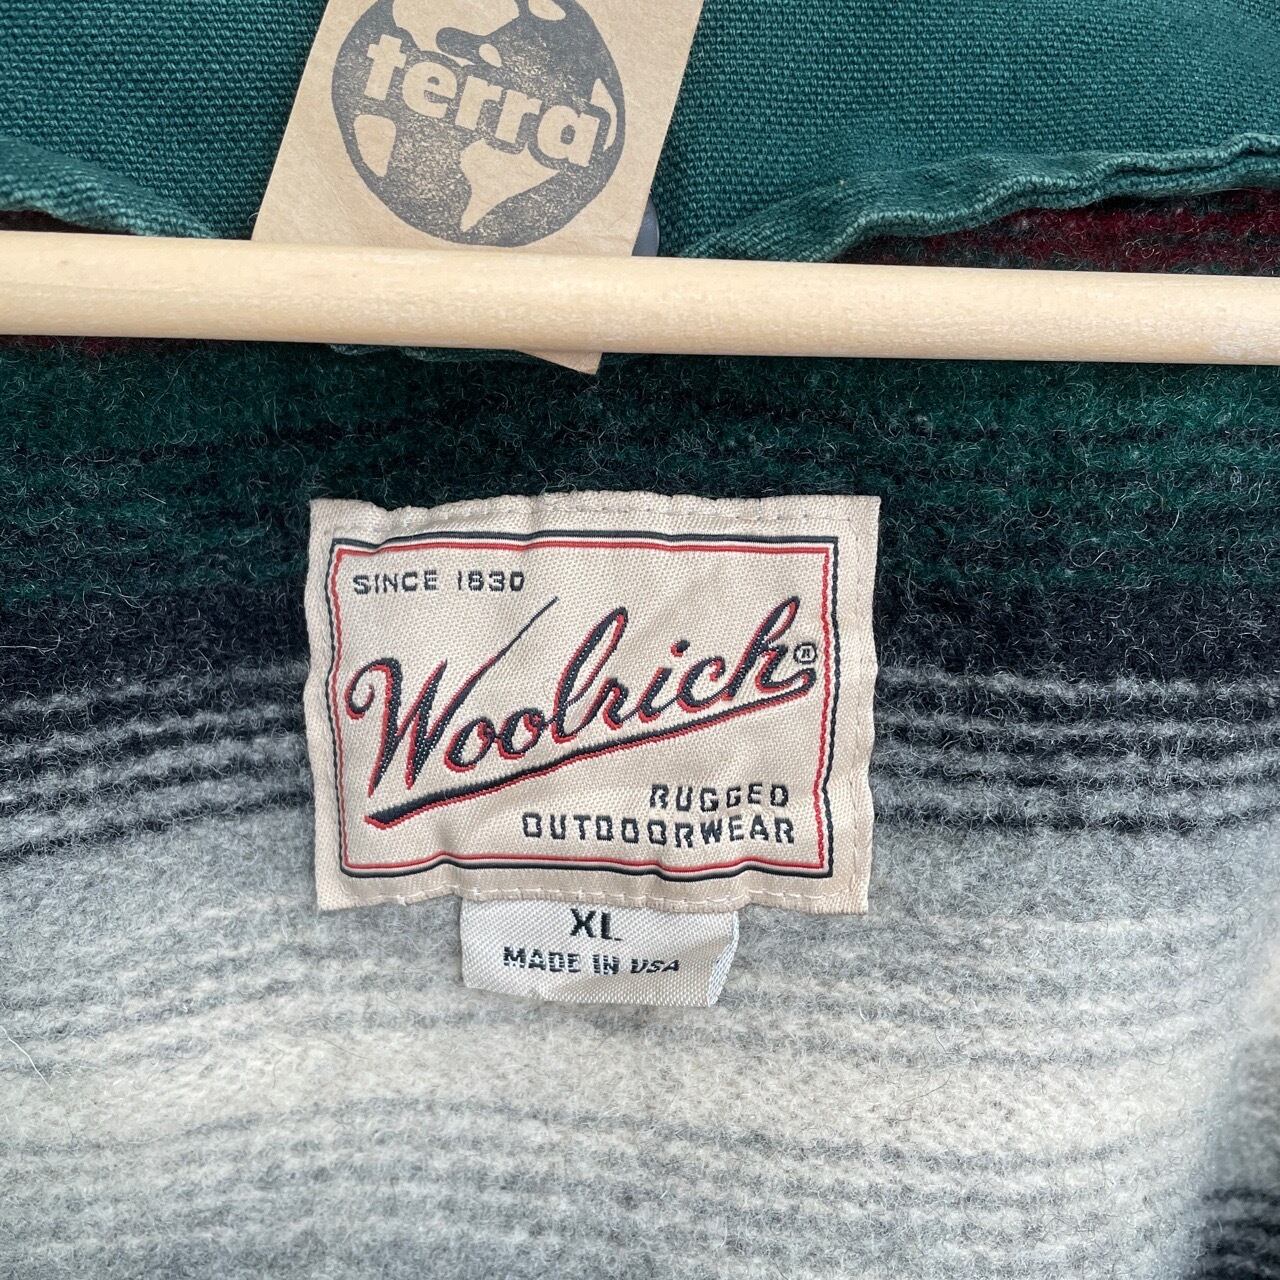 terra
SINCE 1830
Woolrich®
RUGGED
OUTDOORWEAR
XL
MADE IN USA